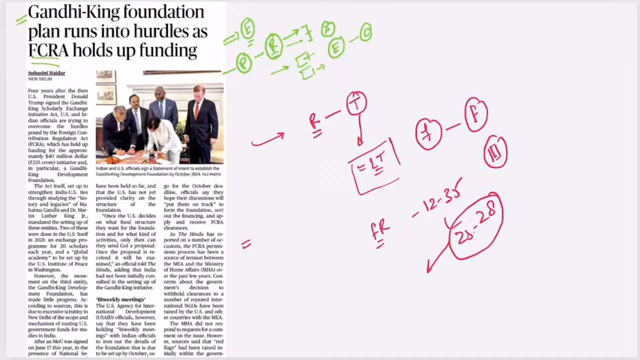 Gandhi-King foundation
plan runs into hurdles as
FCRA holds up funding
Suhasini Haidar
NEW DELHI
Four years after the then
U.S. President Donald
Trump signed the Gandhi-
King Scholarly Exchange
Initiative Act, U.S. and In-
dian officials are trying to
overcome the hurdles
posed by the Foreign Con-
tribution Regulation Act
(FCRA), which has held up
funding for the approxi-
mately $40 million dollar
(₹335 crore) initiative and,
in particular, a Gandhi
King Development Foun-
dation.
The Act itself, set up to
strengthen India-U.S. ties
through studying the "his-
tory and legacies" of Ma-
hatma Gandhi and Dr. Mar-
tin Luther King Jr.,
mandated the setting up of
three entities. Two of these
were done in the U.S. itself
in 2021: an exchange pro-
gramme for 20 scholars
each year, and a "global
academy" to be set up by
the U.S. Institute of Peace
in Washington.
However, the movement
on the third entity, the
Gandhi-King Develop-
ment Foundation, has
made little progress. Ac-
cording to sources, this is
due to excessive scrutiny in
New Delhi of the scope and
mechanism of routing U.S.
government funds for stu-
dies in India.
After an MoU was signed
on June 17 this year, in the
presence of National Se-
Indian and U.S. officials sign a Statement of Intent to establish the
Gandhi-King Development Foundation by October 2024.
have been held so far, and
that the U.S. has not yet
provided clarity on the
structure of the
foundation.
"Once the U.S. decides
on what fund structure
they want for the founda-
tion and for what kind of
activities, only then can
they send over a proposal.
Once the proposal is re-
ceived it will be examined,"
an official told The Hindu,
adding that India had not
been initially consulted in
the setting of the Gandhi-
King initiative.
'Biweekly meetings'
The U.S. Agency for Inter-
national Development
(USAID) officials, however,
say that they have been
holding "biweekly meet-
ings" with Indian officials
to iron out the details of
the foundation that is due
to be set up by October, on
for the October deadline,
officials say they hope their
discussions will "put them
on track" to form the foun-
dation, sort out the financ-
ing, and apply and receive
FCRA clearances.
As The Hindu has re-
ported on a number of oc-
casions, the FCRA permis-
sions process has been a
source of tension between
the MEA and the Ministry
of Home Affairs (MHA)
over the past few years.
Concerns about the govern-
ment's decision to
withhold clearances to a
number of reputed inter-
national NGOs have been
raised by the U.S. and oth-
er countries with the MEA.
The MHA did not res-
pond to requests for a com-
ment on the issue. Howev-
er, sources said that "red
flags" had been raised in-
itially within the govern-
E
P R
E
R T
= 1T
FR
- 12-35
25-28